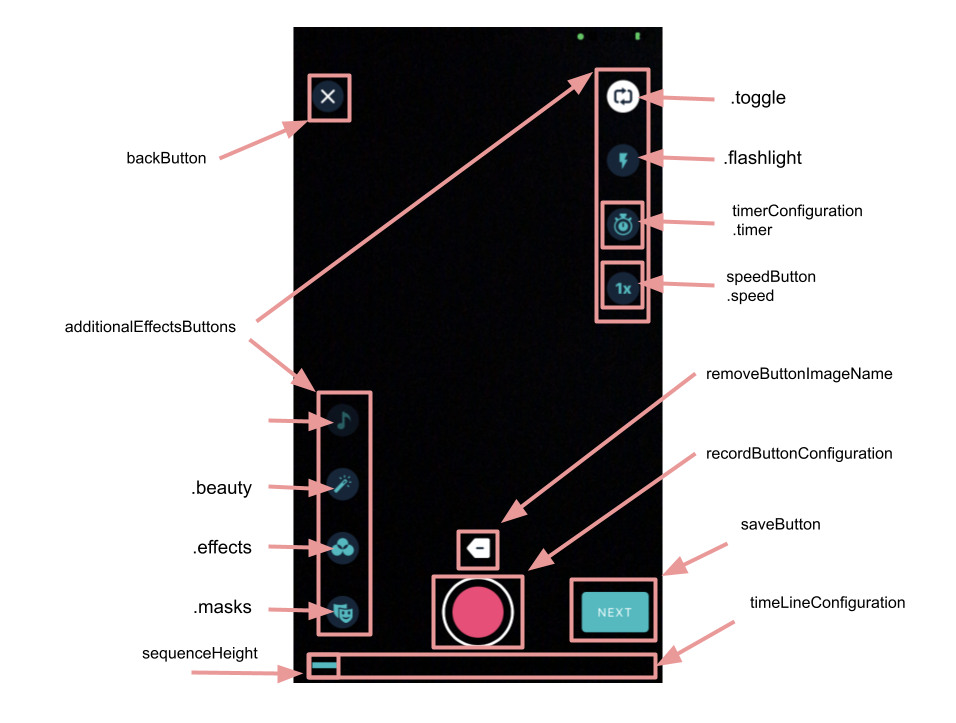 .toggle
backButton
.flashlight
timerConfiguration
.timer
speedButton
.speed
1x
additionalEffectsButtons
removeButtonImageName
recordButtonConfiguration
.beauty
saveButton
.effects
.masks
NEXT
timeLineConfiguration
sequenceHeight